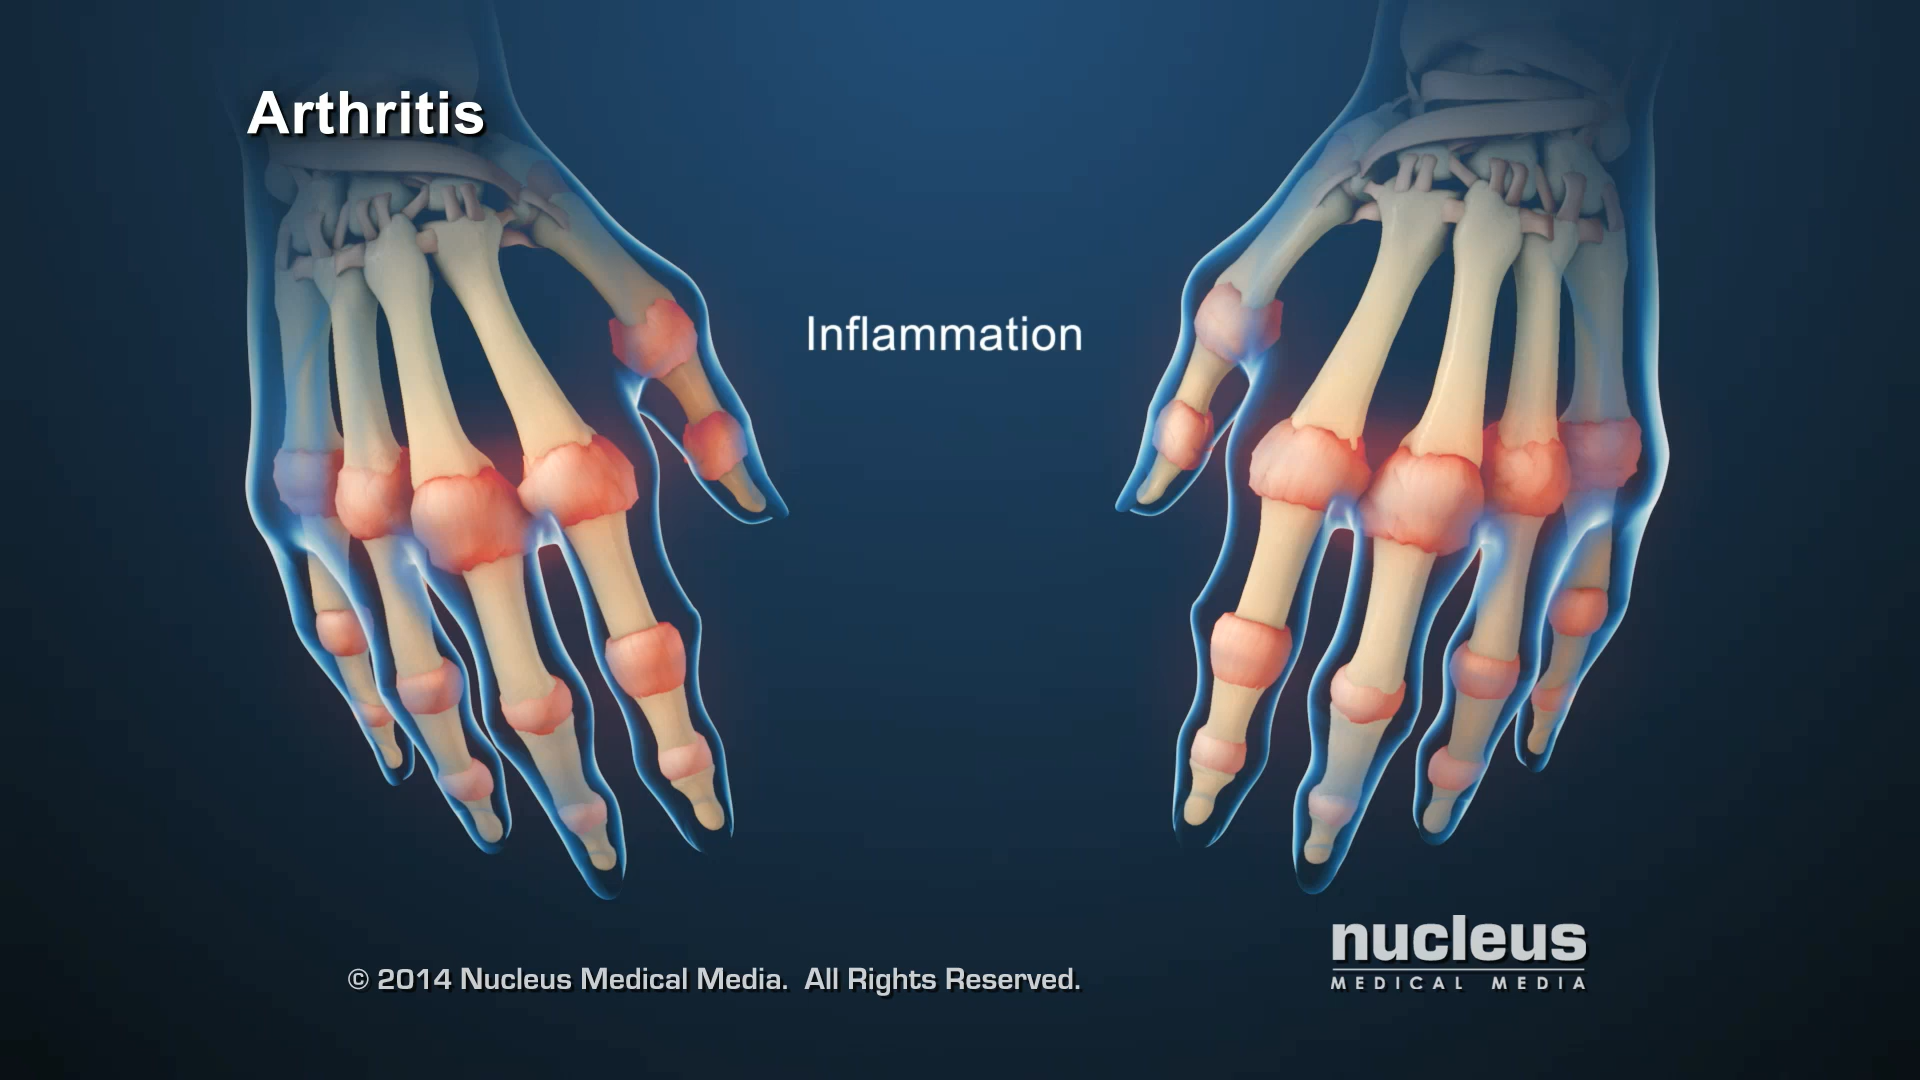 Arthritis
Inflammation
nucleus
MEDICAL MEDIA
© 2014 Nucleus Medical Media. All Rights Reserved.